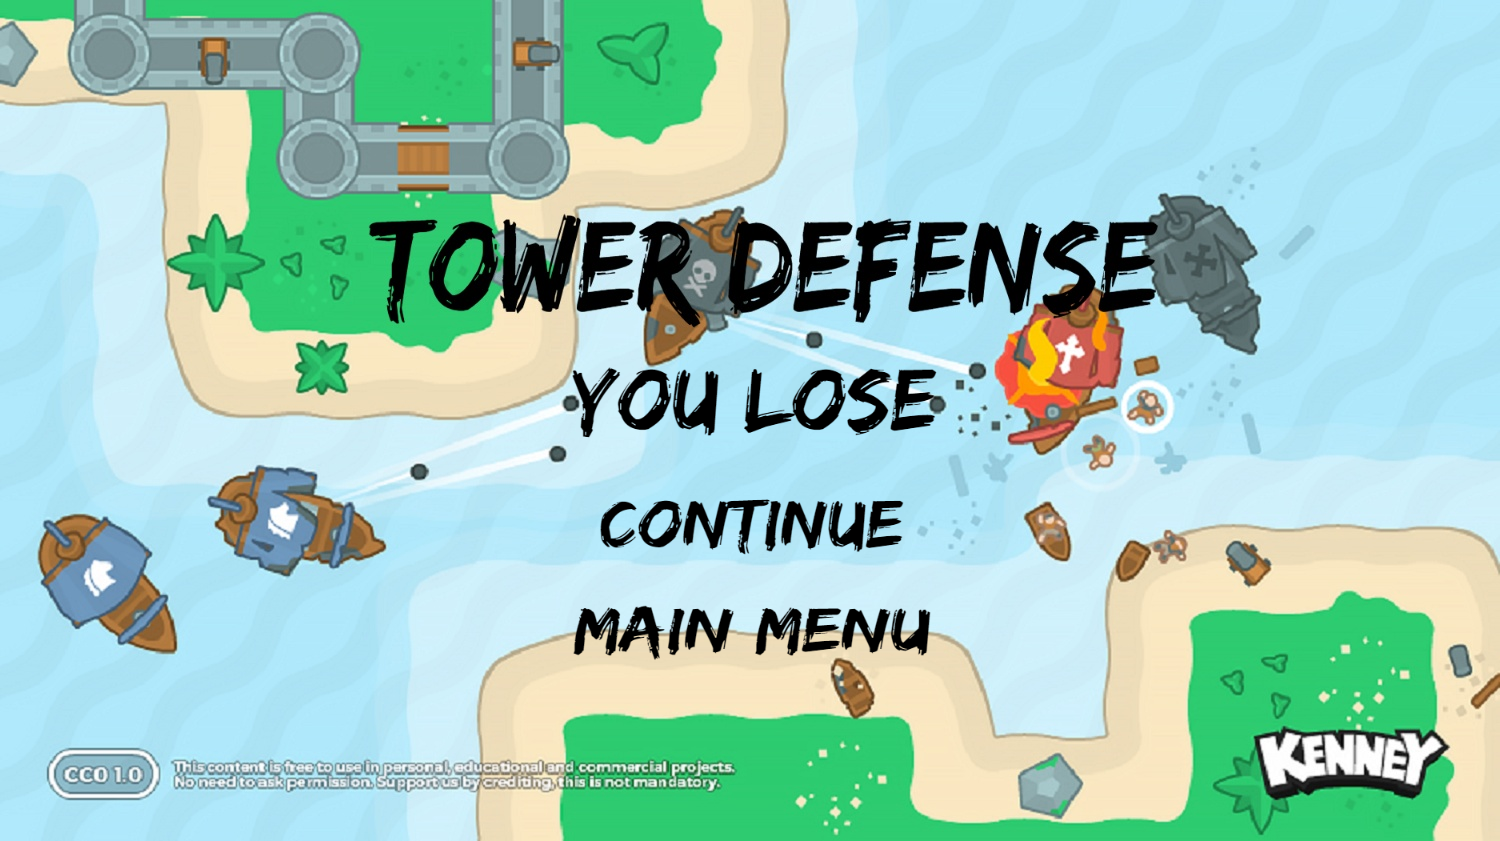 TOWER DEFENSE
YOU LOSE
CONTINUE
MAIN MENU
CC0 1.0
This content is free to use in personal, educational and commercial projects.
No need to ask permission. Support us by crediting, this is not mandatory.
KENNEY